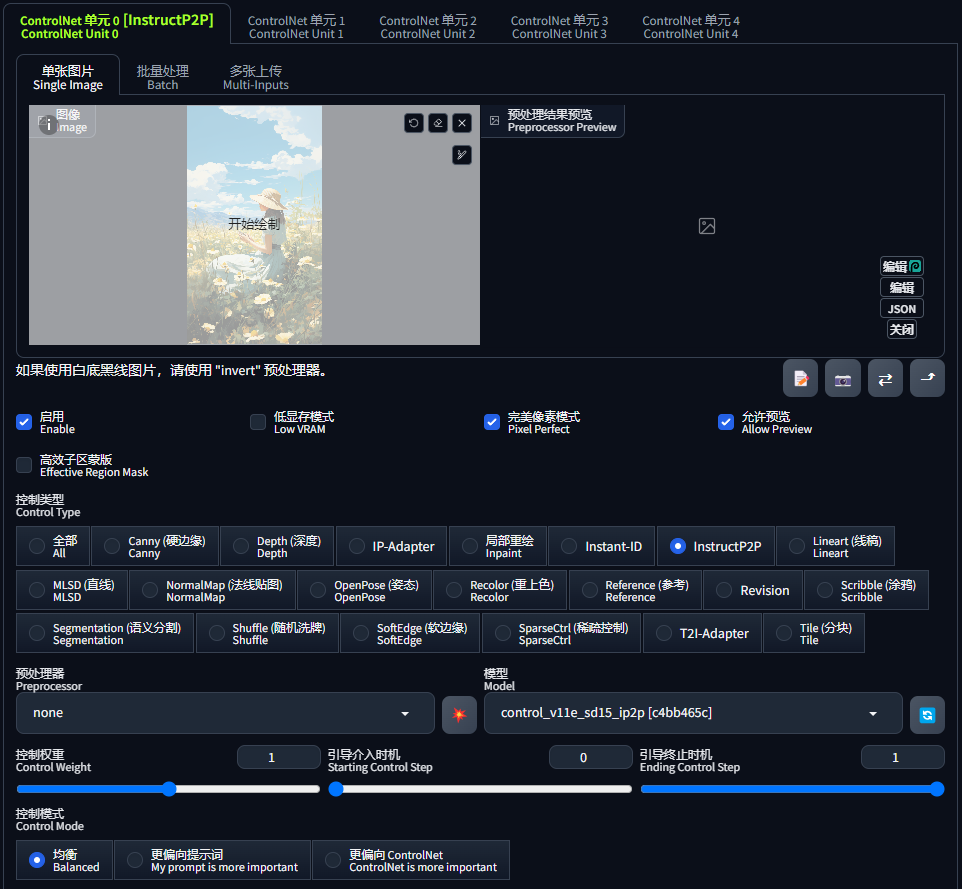 ControlNet 单元 0 [InstructP2P]
ControlNet Unit 0
ControlNet 单元 1
ControlNet Unit 1
ControlNet 单元 2
ControlNet Unit 2
ControlNet 单元 3
ControlNet Unit 3
ControlNet 单元 4
ControlNet Unit 4
单张图片
Single Image
批量处理
Batch
多张上传
Multi-Inputs
图像
Image
开始绘制
预处理结果预览
Preprocessor Preview
编辑
编辑
JSON
关闭
如果使用白底黑线图片，请使用 "invert" 预处理器。
启用
Enable
低显存模式
Low VRAM
完美像素模式
Pixel Perfect
允许预览
Allow Preview
高效子区蒙版
Effective Region Mask
控制类型
Control Type
全部
All
Canny (硬边缘)
Canny
Depth (深度)
Depth
IP-Adapter
局部重绘
Inpaint
Instant-ID
InstructP2P
Lineart (线稿)
Lineart
MLSD (直线)
MLSD
NormalMap (法线贴图)
NormalMap
OpenPose (姿态)
OpenPose
Recolor (重上色)
Recolor
Reference (参考)
Reference
Revision
Scribble (涂鸦)
Scribble
Segmentation (语义分割)
Segmentation
Shuffle (随机洗牌)
Shuffle
SoftEdge (软边缘)
SoftEdge
SparseCtrl (稀疏控制)
SparseCtrl
T2I-Adapter
Tile (分块)
Tile
预处理器
Preprocessor
none
模型
Model
control_v11e_sd15_ip2p [c4bb465c]
控制权重
Control Weight
1
引导介入时机
Starting Control Step
0
引导终止时机
Ending Control Step
1
控制模式
Control Mode
均衡
Balanced
更偏向提示词
My prompt is more important
更偏向 ControlNet
ControlNet is more important